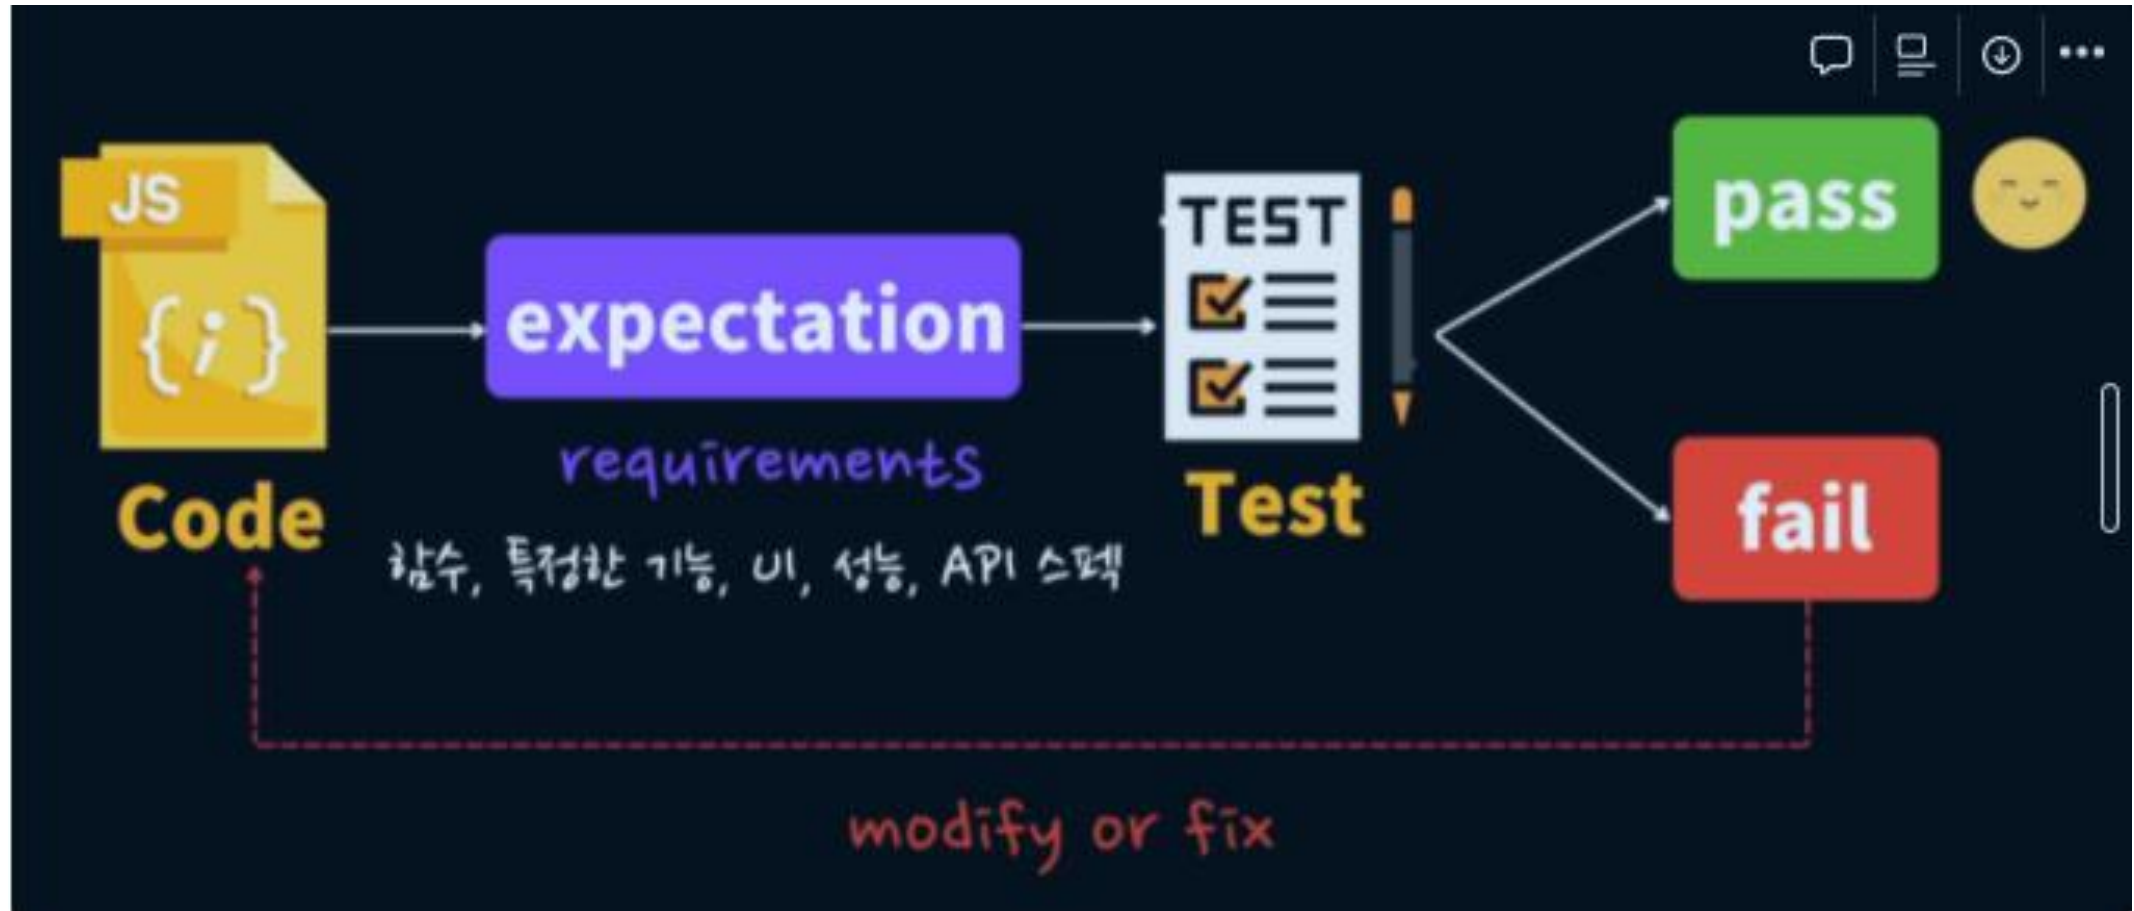 JS
{i}
Code
expectation
requirements
함수, 특정한 기능, UI, 성능, API 스펙
TEST
Test
pass
fail
modify or fix